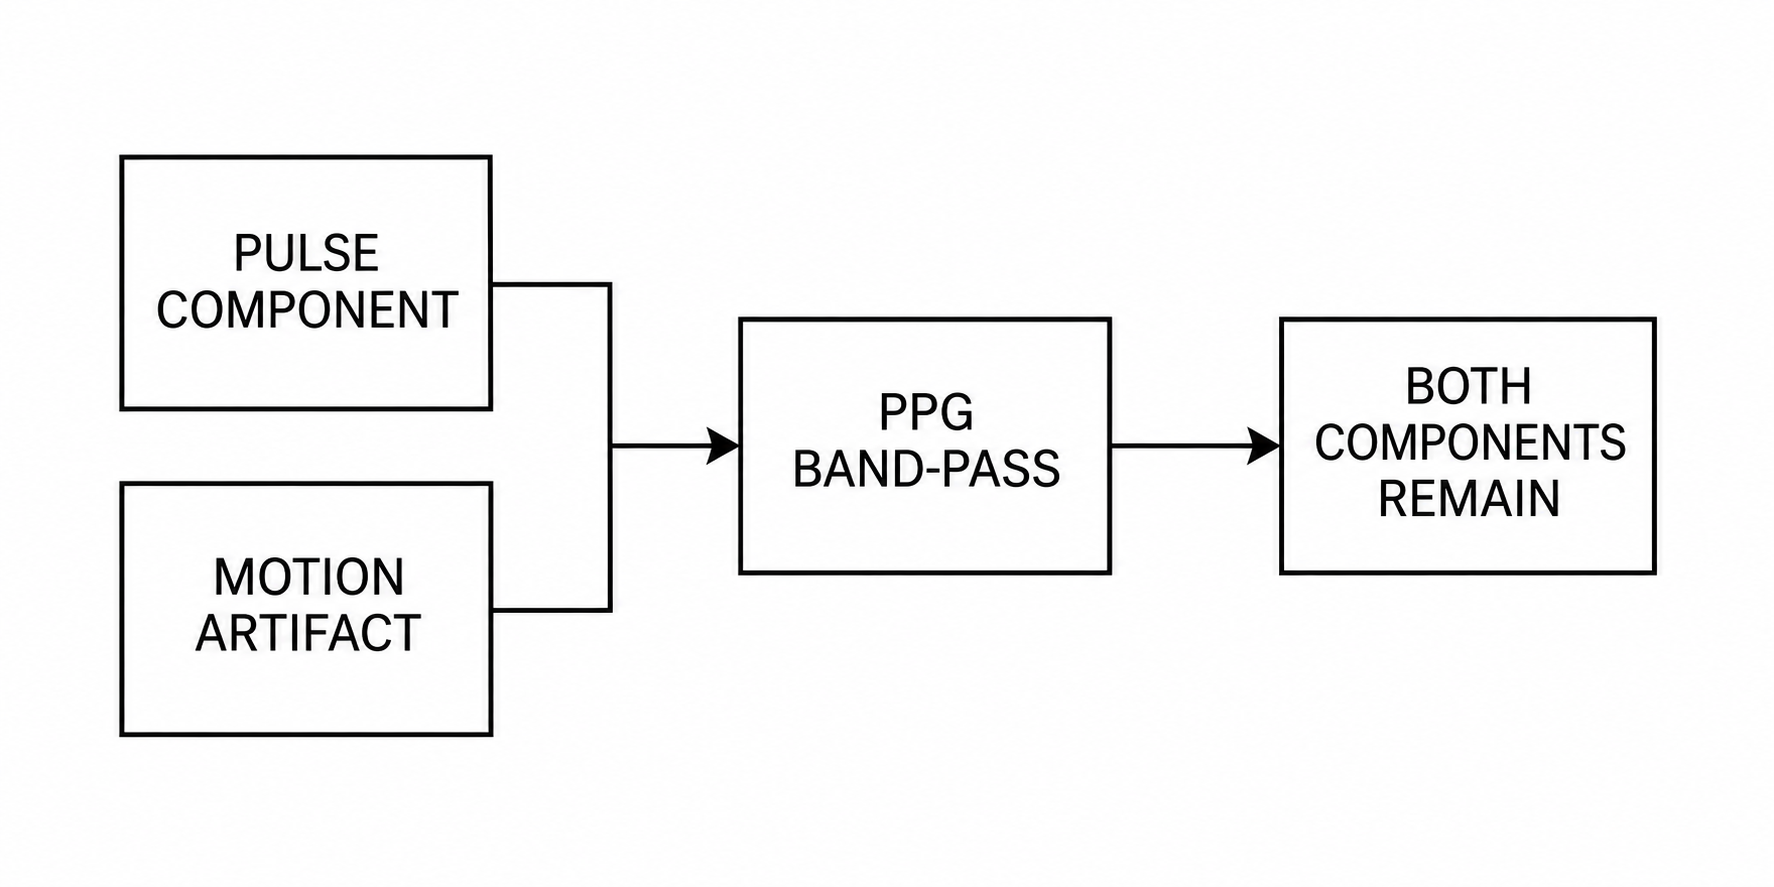 PULSE
COMPONENT
MOTION
ARTIFACT
PPG
BAND-PASS
BOTH
COMPONENTS
REMAIN